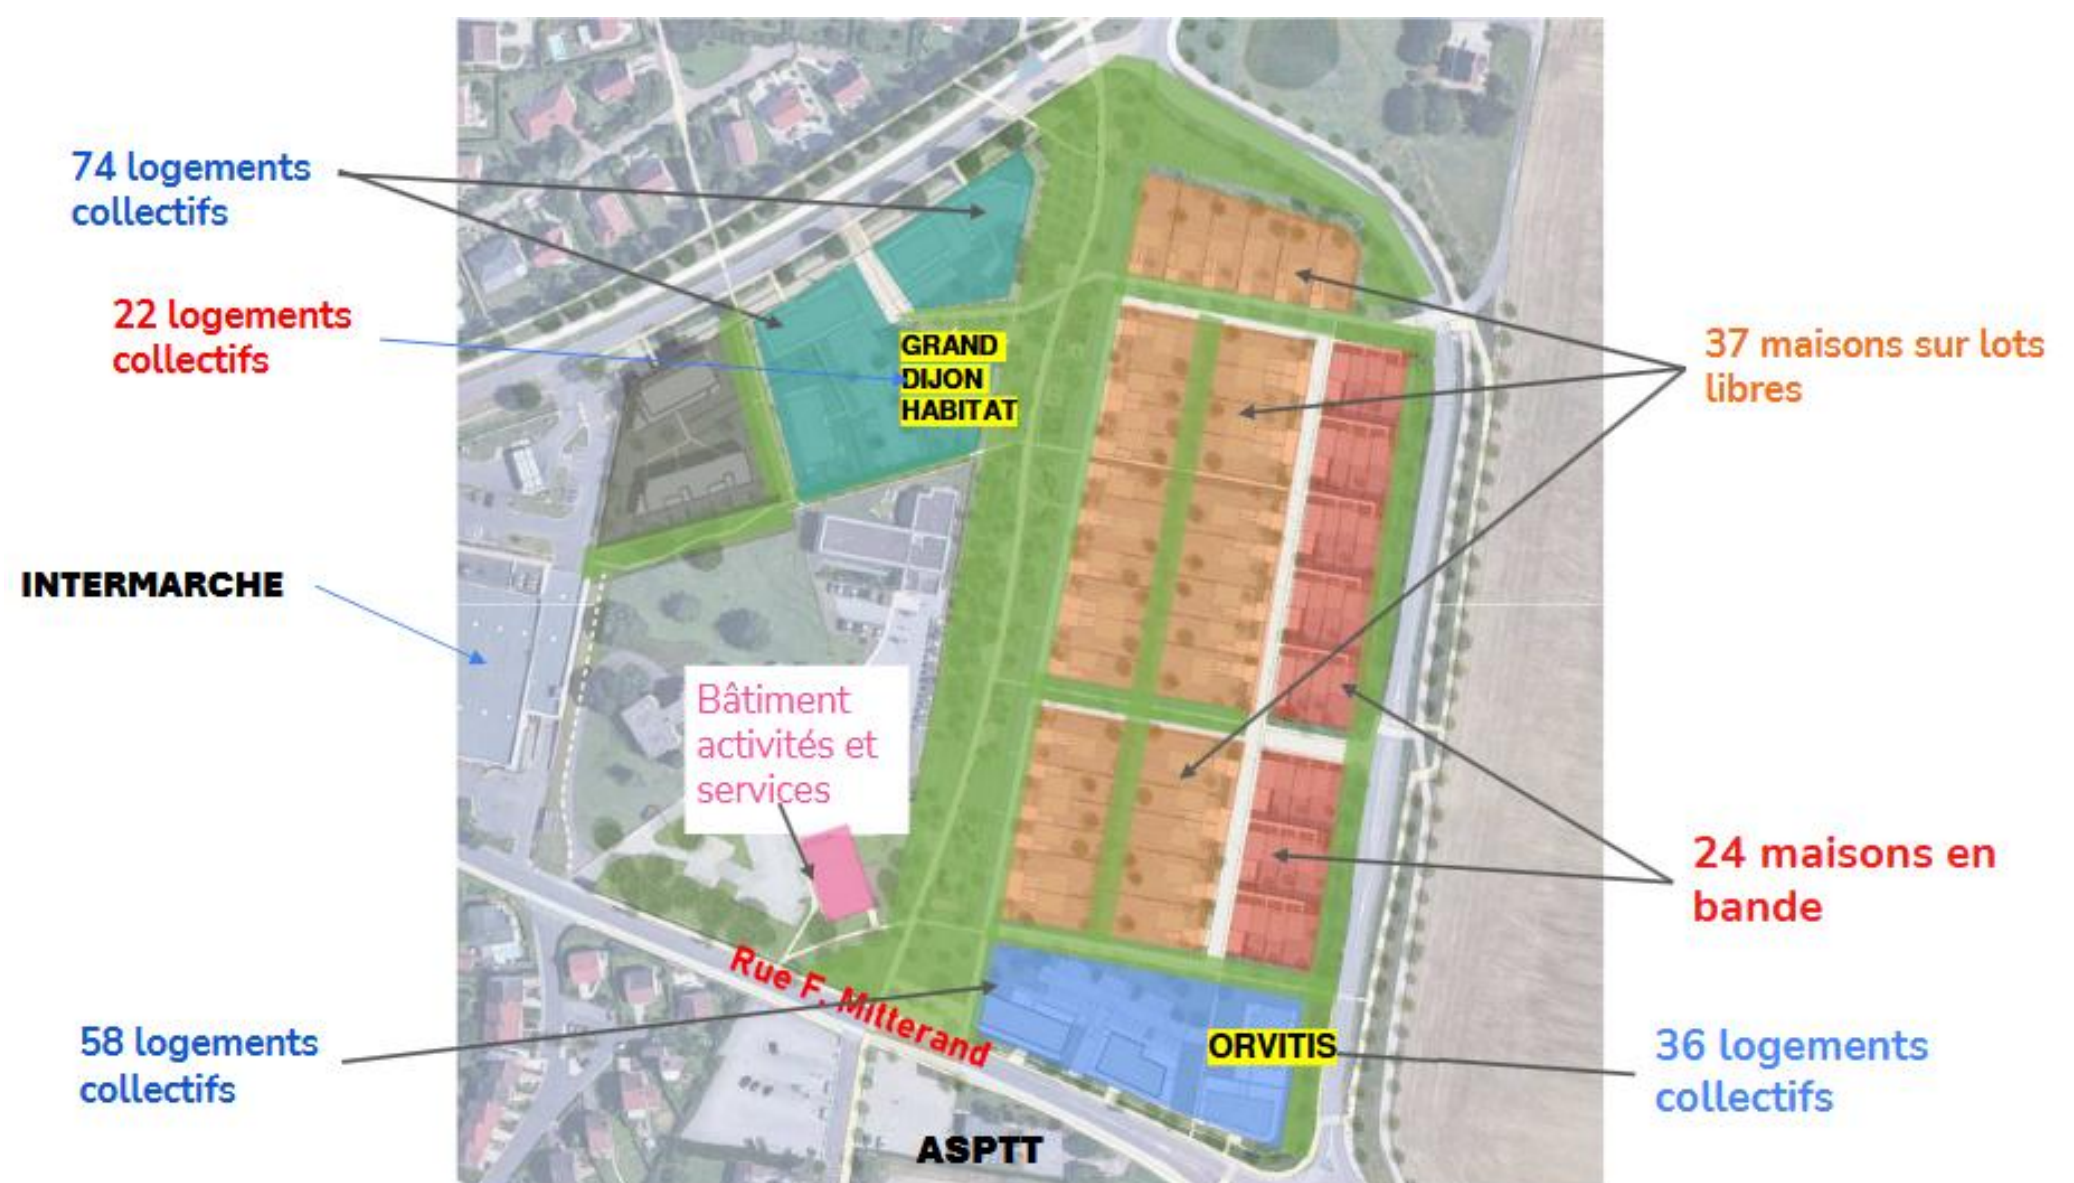 74 logements
collectifs
22 logements
collectifs
GRAND
DIJON
HABITAT
37 maisons sur lots
libres
INTERMARCHE
Bâtiment
activités et
services
24 maisons en
bande
Rue F. Mitterand
58 logements
collectifs
ORVITIS
36 logements
collectifs
ASPTT